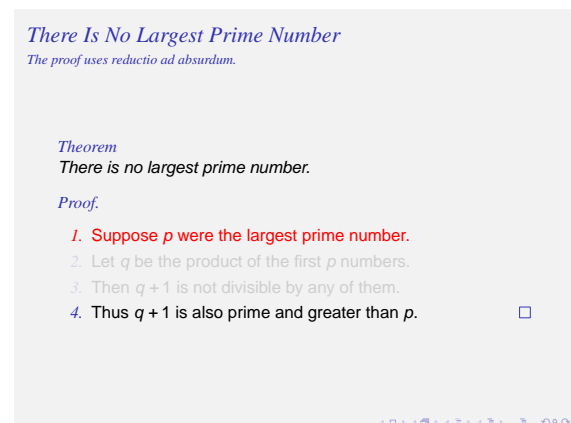 There Is No Largest Prime Number
The proof uses reductio ad absurdum.
Theorem
There is no largest prime number.
Proof.
1. Suppose p were the largest prime number.
2. Let q be the product of the first p numbers.
3. Then q + 1 is not divisible by any of them.
4. Thus q + 1 is also prime and greater than p.